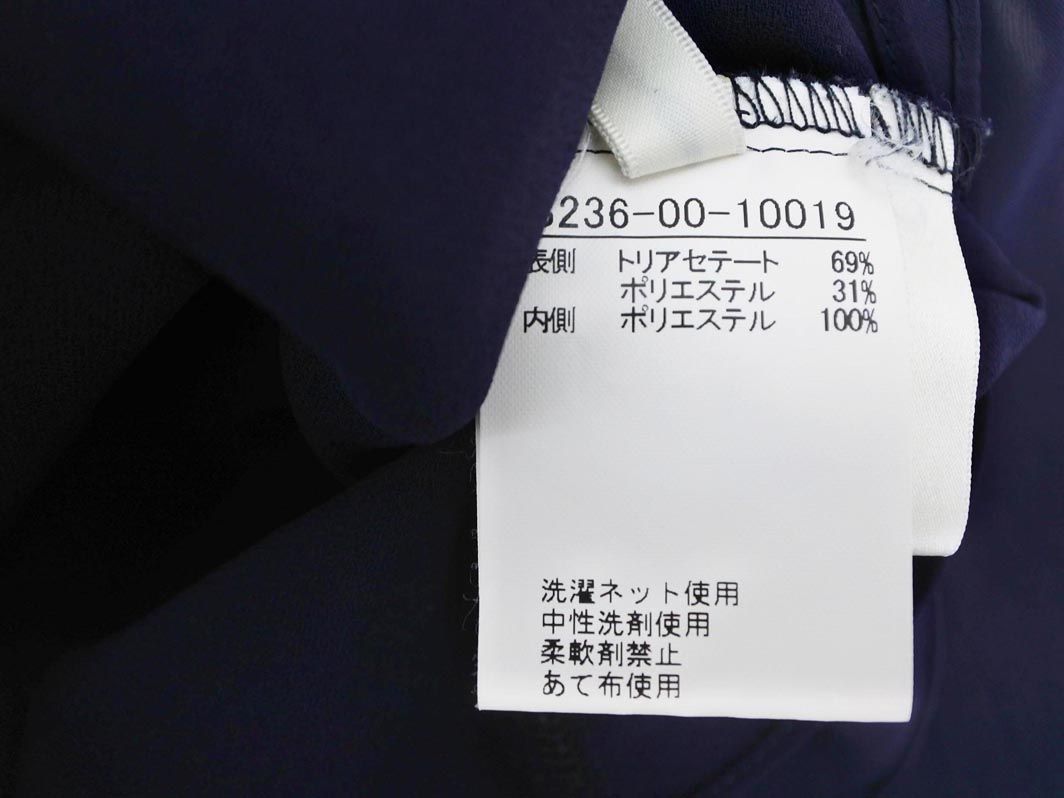 236-00-10019
表側 トリアセテート 69%
ポリエステル 31%
内側 ポリエステル 100%
洗濯ネット使用
中性洗剤使用
柔軟剤禁止
あて布使用